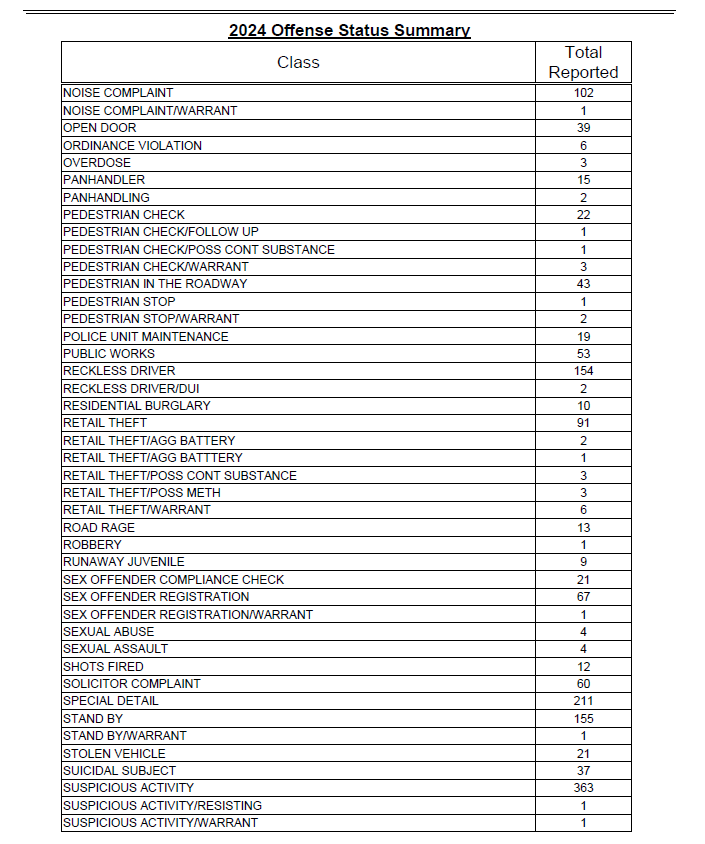 2024 Offense Status Summary
Class Total Reported
NOISE COMPLAINT 102
NOISE COMPLAINT/WARRANT 1
OPEN DOOR 39
ORDINANCE VIOLATION 6
OVERDOSE 3
PANHANDLER 15
PANHANDLING 2
PEDESTRIAN CHECK 22
PEDESTRIAN CHECK/FOLLOW UP 1
PEDESTRIAN CHECK/POSS CONT SUBSTANCE 1
PEDESTRIAN CHECK/WARRANT 3
PEDESTRIAN IN THE ROADWAY 43
PEDESTRIAN STOP 1
PEDESTRIAN STOP/WARRANT 2
POLICE UNIT MAINTENANCE 19
PUBLIC WORKS 53
RECKLESS DRIVER 154
RECKLESS DRIVER/DUI 2
RESIDENTIAL BURGLARY 10
RETAIL THEFT 91
RETAIL THEFT/AGG BATTERY 2
RETAIL THEFT/AGG BATTTERY 1
RETAIL THEFT/POSS CONT SUBSTANCE 3
RETAIL THEFT/POSS METH 3
RETAIL THEFT/WARRANT 6
ROAD RAGE 13
ROBBERY 1
RUNAWAY JUVENILE 9
SEX OFFENDER COMPLIANCE CHECK 21
SEX OFFENDER REGISTRATION 67
SEX OFFENDER REGISTRATION/WARRANT 1
SEXUAL ABUSE 4
SEXUAL ASSAULT 4
SHOTS FIRED 12
SOLICITOR COMPLAINT 60
SPECIAL DETAIL 211
STAND BY 155
STAND BY/WARRANT 1
STOLEN VEHICLE 21
SUICIDAL SUBJECT 37
SUSPICIOUS ACTIVITY 363
SUSPICIOUS ACTIVITY/RESISTING 1
SUSPICIOUS ACTIVITY/WARRANT 1